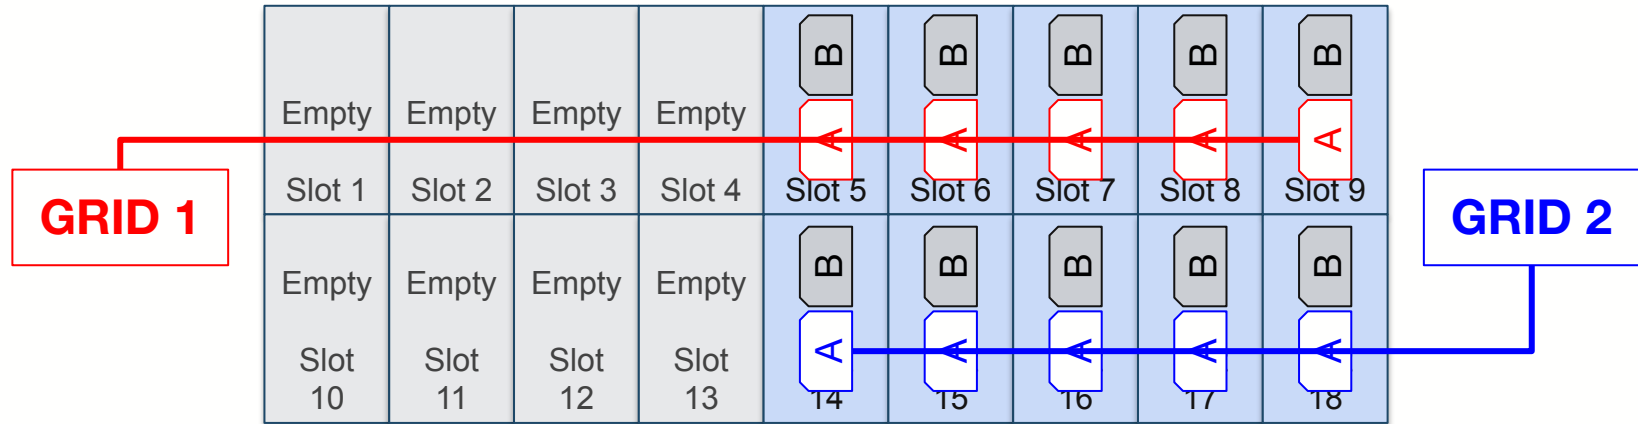 B B B B B
Empty Empty Empty Empty
A A A A A
Slot 1 Slot 2 Slot 3 Slot 4 Slot 5 Slot 6 Slot 7 Slot 8 Slot 9
GRID 1
GRID 2
B B B B B
Empty Empty Empty Empty
A A A A A
Slot Slot Slot Slot
10 11 12 13 14 15 16 17 18